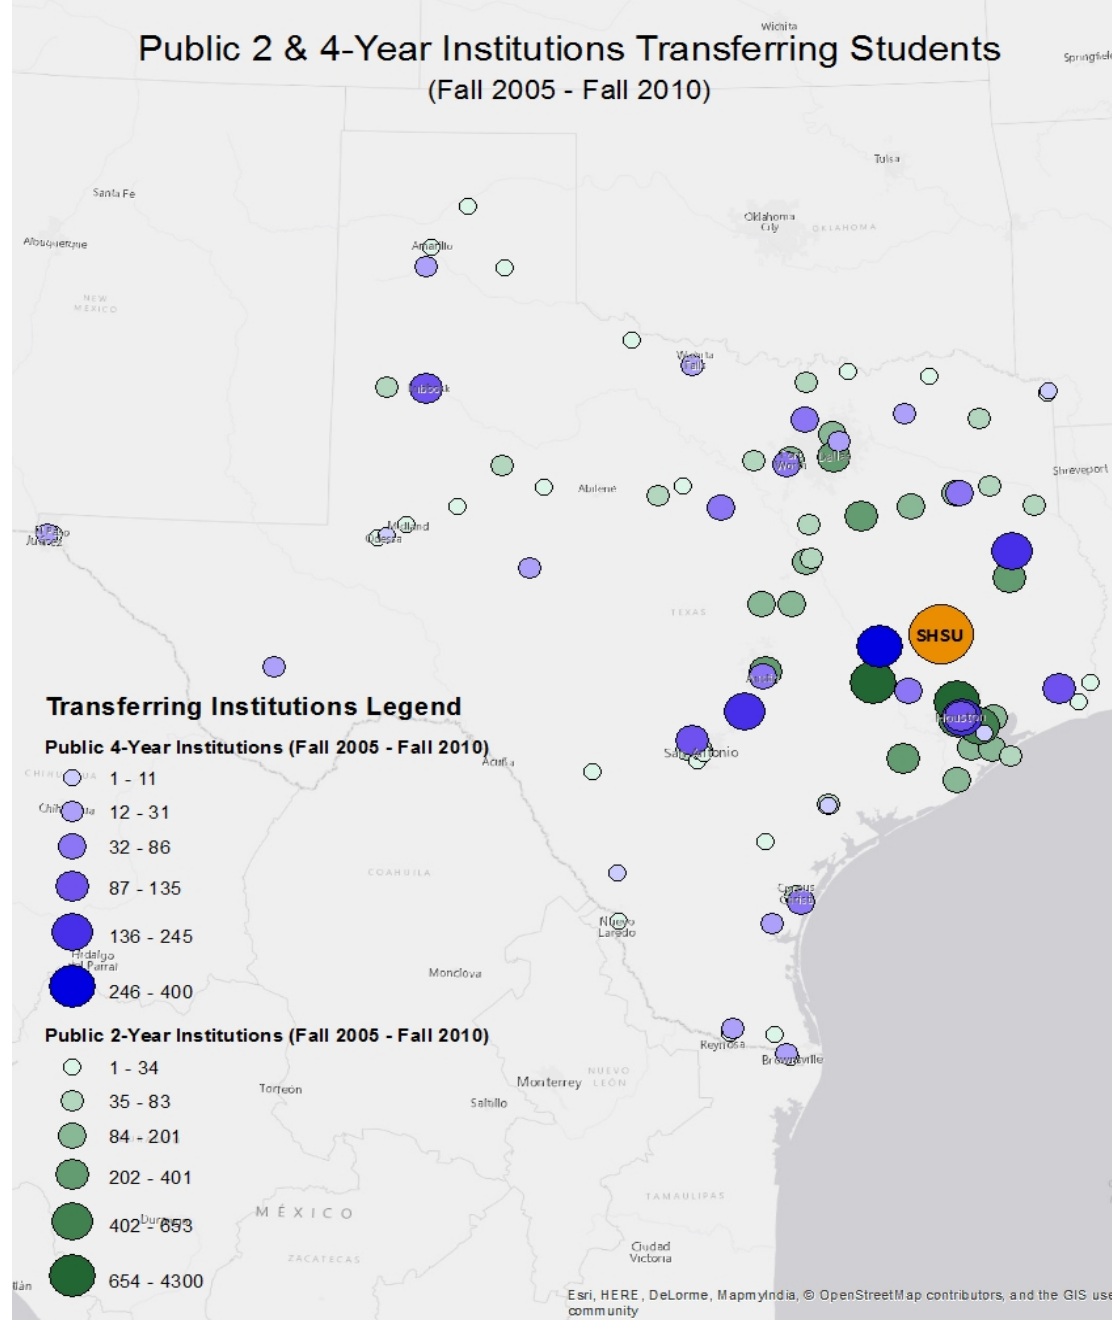 Wichita
Public 2 & 4-Year Institutions Transferring Students
Springfield
(Fall 2005 - Fall 2010)
Tulsa
Santa Fe
Oklahoma
City
OKLAHOMA
Albuquerque
Amarillo
NEW
MEXICO
Wichita
Falls
Lubbock
Dallas
Fort
Worth
Shreveport
Abilene
Midland
Odessa
El Paso
Juárez
TEXAS
SHSU
Austin
Transferring Institutions Legend
Houston
Public 4-Year Institutions (Fall 2005 - Fall 2010)
San Antonio
Acuña
CHIHUAHUA
1 - 11
Chihuahua
12 - 31
32 - 86
COAHUILA
87 - 135
Corpus
Christi
Nuevo
Laredo
136 - 245
Hidalgo
del Parral
Monclova
246 - 400
Public 2-Year Institutions (Fall 2005 - Fall 2010)
Reynosa
Brownsville
1 - 34
NUEVO
LEÓN
Monterrey
Torreón
Saltillo
35 - 83
84 - 201
202 - 401
TAMAULIPAS
MÉXICO
402 - 653
Ciudad
Victoria
ZACATECAS
654 - 4300
Esri, HERE, DeLorme, MapmyIndia, © OpenStreetMap contributors, and the GIS use
community